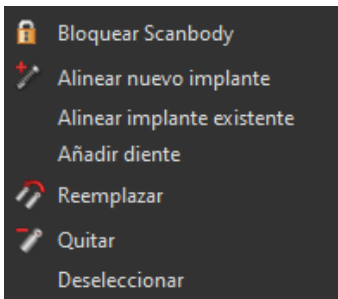 Bloquear Scanbody
Alinear nuevo implante
Alinear implante existente
Añadir diente
Reemplazar
Quitar
Deseleccionar